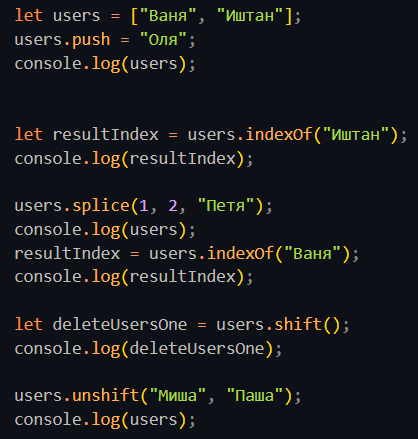 let users = ["Ваня", "Иштан"];
users.push = "Оля";
console.log(users);
let resultIndex = users.indexOf("Иштан");
console.log(resultIndex);
users.splice(1, 2, "Петя");
console.log(users);
resultIndex = users.indexOf("Ваня");
console.log(resultIndex);
let deleteUsersOne = users.shift();
console.log(deleteUsersOne);
users.unshift("Миша", "Паша");
console.log(users);